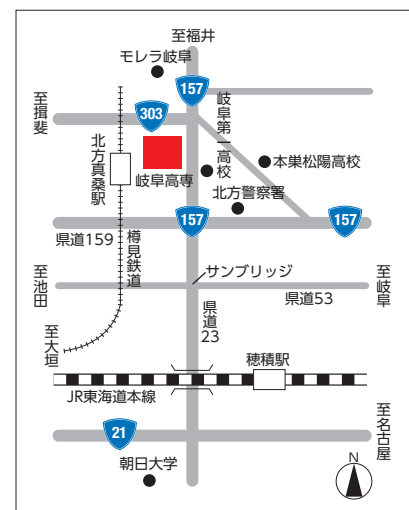 至福井
モレラ岐阜
157
至揖斐
303
岐阜第一高校
北方真桑駅
岐阜高専
本巣松陽高校
北方警察署
157
157
県道159
樽見鉄道
サンブリッジ
至池田
県道53
至岐阜
県道23
至大垣
穂積駅
JR東海道本線
21
至名古屋
朝日大学
N